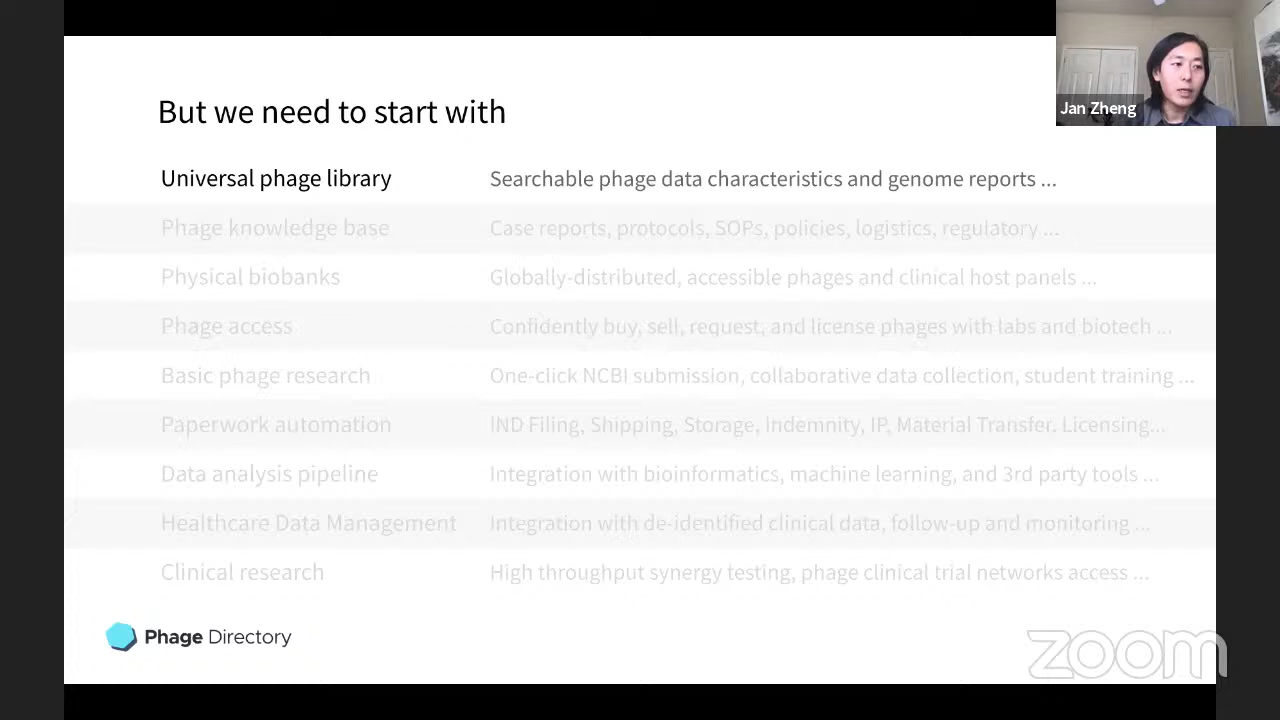 But we need to start with
Jan Zheng
Universal phage library Searchable phage data characteristics and genome reports ...
Phage knowledge base Case reports, protocols, SOPs, policies, logistics, regulatory ...
Physical biobanks Globally-distributed, accessible phages and clinical host panels ...
Phage access Confidently buy, sell, request, and license phages with labs and biotech ...
Basic phage research One-click NCBI submission, collaborative data collection, student training ...
Paperwork automation IND Filing, Shipping, Storage, Indemnity, IP, Material Transfer. Licensing...
Data analysis pipeline Integration with bioinformatics, machine learning, and 3rd party tools ...
Healthcare Data Management Integration with de-identified clinical data, follow-up and monitoring ...
Clinical research High throughput synergy testing, phage clinical trial networks access ...
Phage Directory
zoom